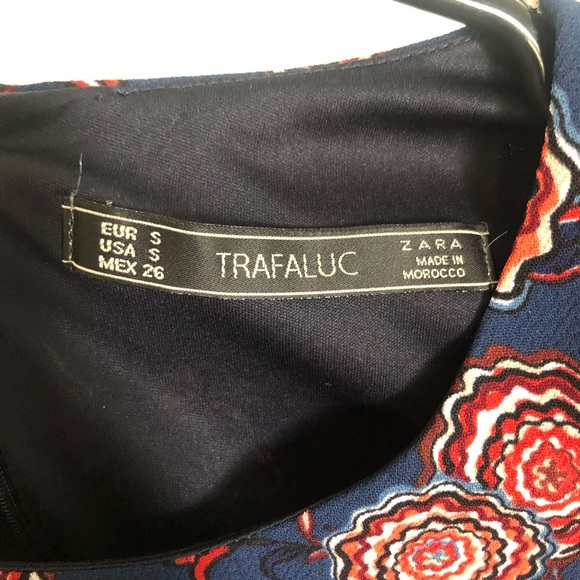 EUR S
USA S
MEX 26
TRAFALUC
ZARA
MADE IN
MOROCCO